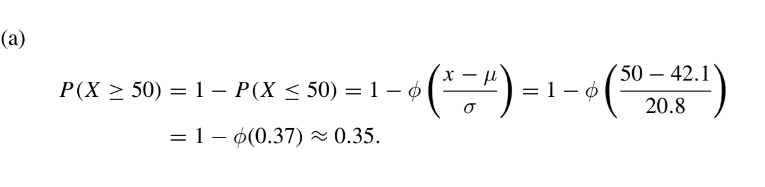 (a)
P(X ≥ 50) = 1 − P(X ≤ 50) = 1 − ϕ((x − μ)/σ) = 1 − ϕ((50 − 42.1)/20.8)
= 1 − ϕ(0.37) ≈ 0.35.